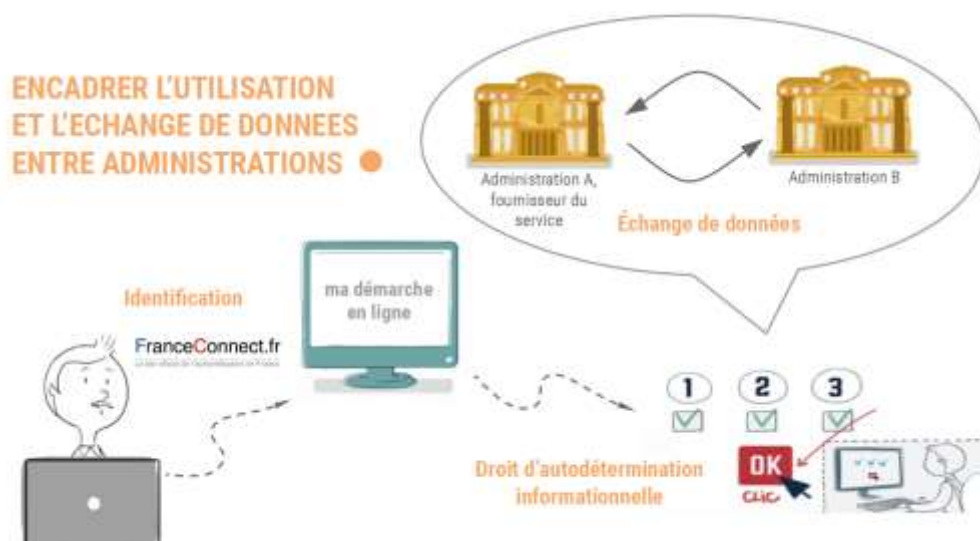 ENCADRER L'UTILISATION
ET L'ECHANGE DE DONNEES
ENTRE ADMINISTRATIONS
Administration A,
fournisseur du
service
Administration B
Échange de données
Identification
FranceConnect.fr
ma démarche
en ligne
1 2 3
Droit d'autodétermination
informationnelle
OK
CLIC